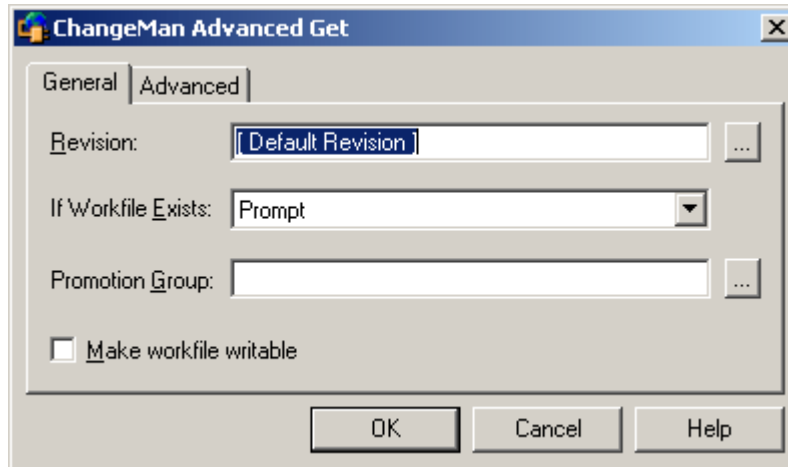 ChangeMan Advanced Get
General Advanced
Revision: [ Default Revision ] ...
If Workfile Exists: Prompt
Promotion Group: ...
Make workfile writable
OK Cancel Help